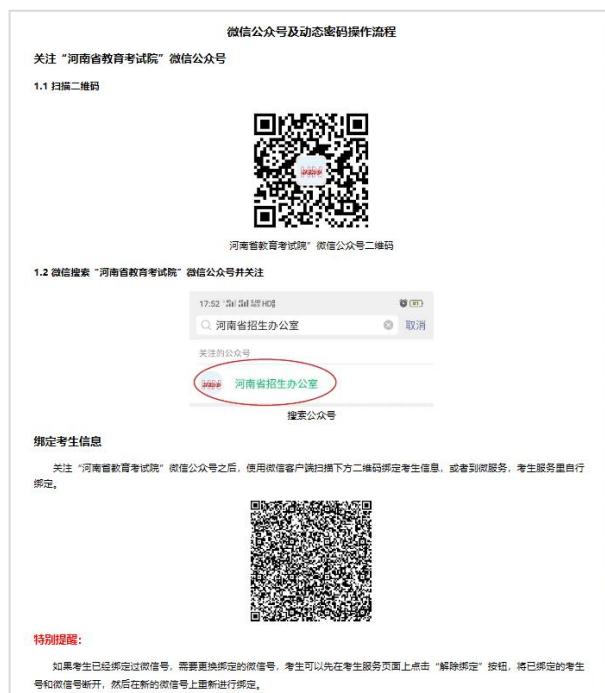 微信公众号及动态密码操作流程
关注“河南省教育考试院”微信公众号
1.1 扫描二维码
河南省教育考试院”微信公众号二维码
1.2 微信搜索“河南省教育考试院”微信公众号并关注
17:52
河南省招生办公室 取消
关注的公众号
河南省招生办公室
搜索公众号
绑定考生信息
关注“河南省教育考试院”微信公众号之后，使用微信客户端扫描下方二维码绑定考生信息，或者到微服务，考生服务里自行
绑定。
特别提醒：
如果考生已经绑定过微信号，需要更换绑定的微信号，考生可以先在考生服务页面上点击“解除绑定”按钮，将已绑定的考生
号和微信号断开，然后在新的微信号上重新进行绑定。